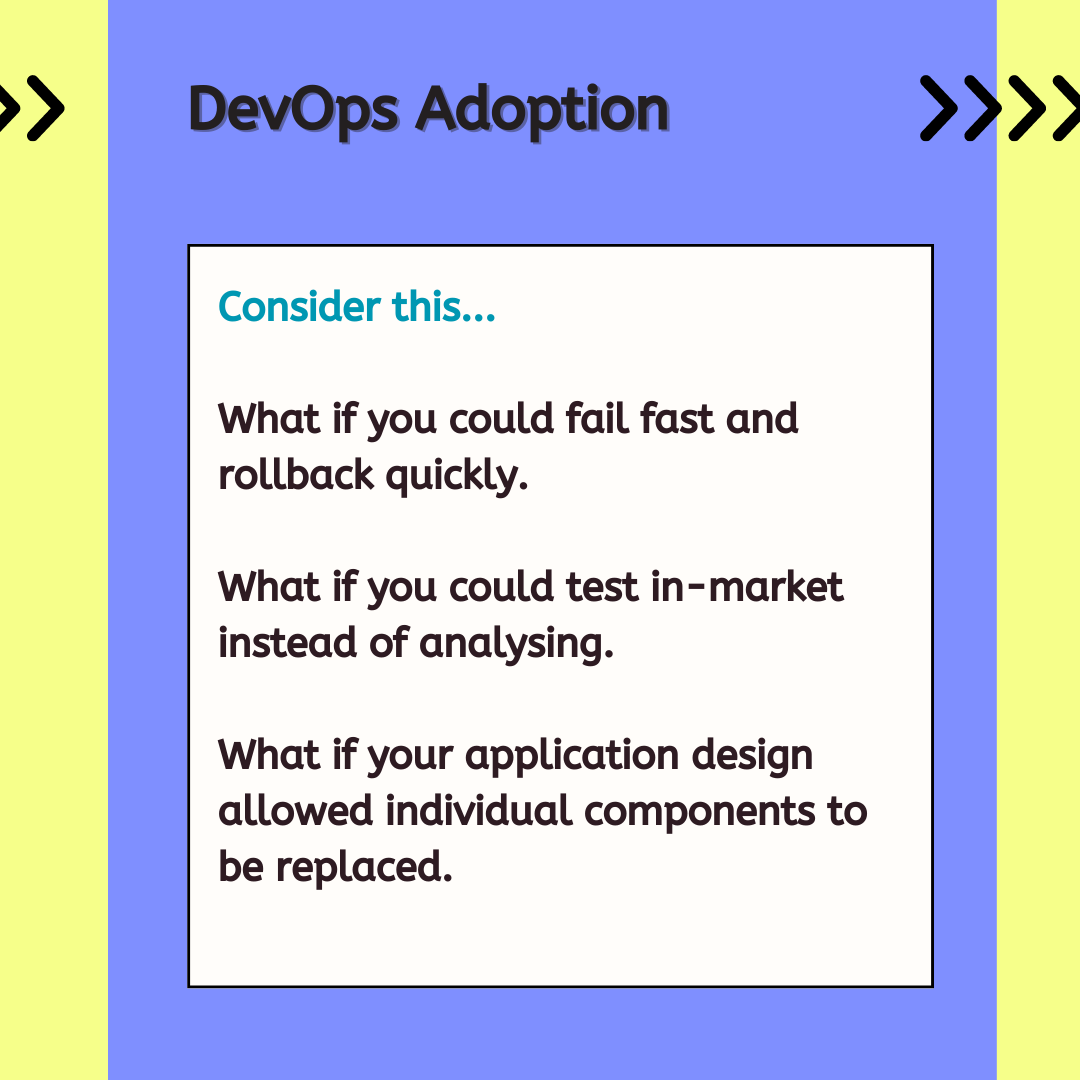 DevOps Adoption
Consider this...
What if you could fail fast and
rollback quickly.
What if you could test in-market
instead of analysing.
What if your application design
allowed individual components to
be replaced.